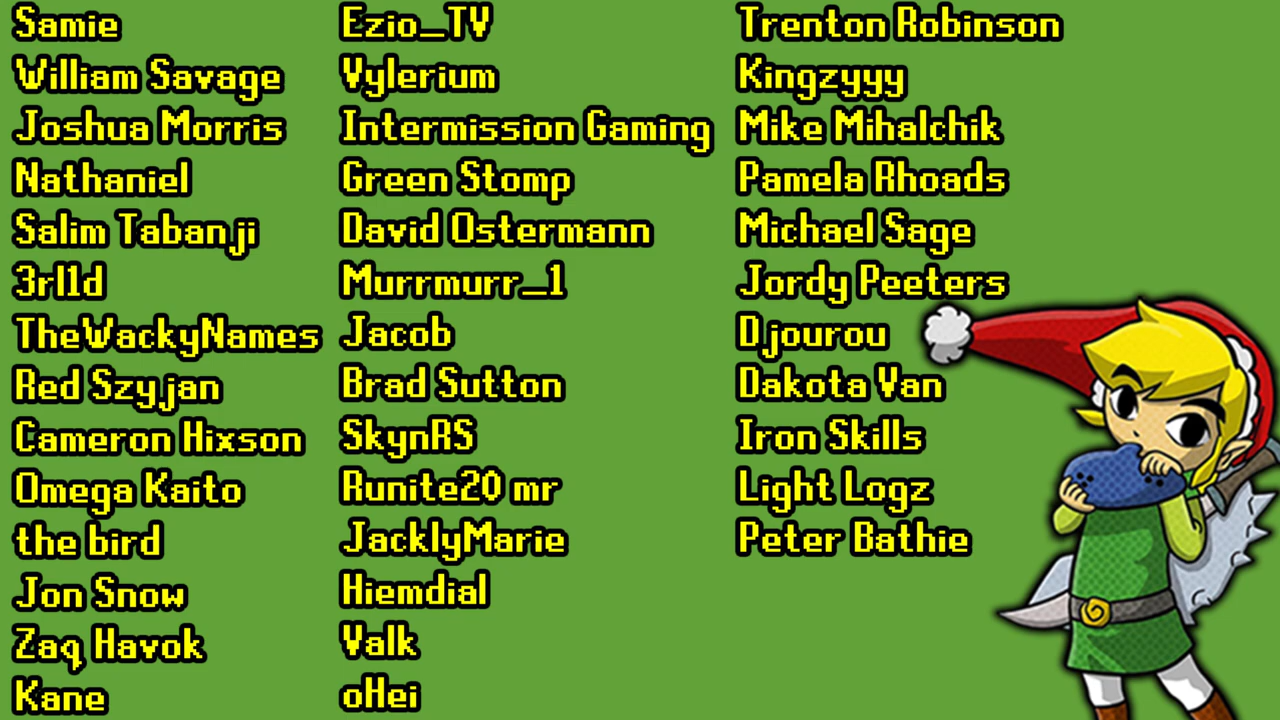 Samie
William Savage
Joshua Morris
Nathaniel
Salim Tabanji
3rl1d
TheWackyNames
Red Szyjan
Cameron Hixson
Omega Kaito
the bird
Jon Snow
Zaq Havok
Kane
Ezio_TV
Vylerium
Intermission Gaming
Green Stomp
David Ostermann
Murrmurr_1
Jacob
Brad Sutton
SkynRS
Runite20 mr
JacklyMarie
Hiemdial
Valk
oHei
Trenton Robinson
Kingzyyy
Mike Mihalchik
Pamela Rhoads
Michael Sage
Jordy Peeters
Djourou
Dakota Van
Iron Skills
Light Logz
Peter Bathie